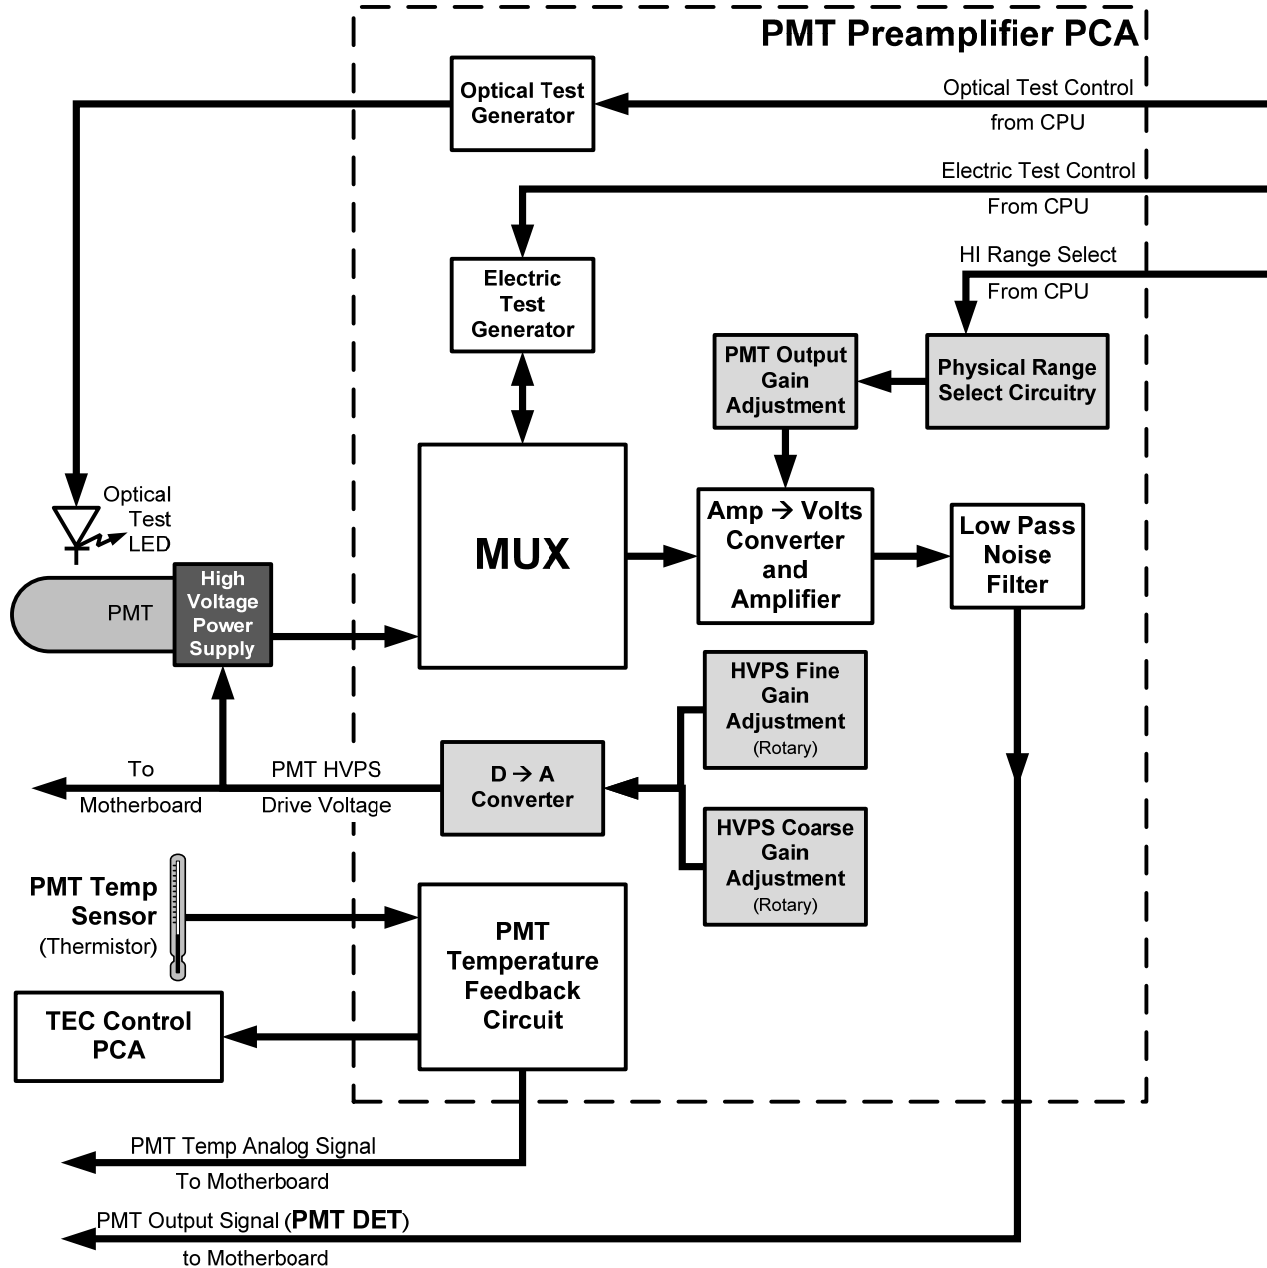 PMT Preamplifier PCA
Optical Test
Generator
Optical Test Control
from CPU
Electric Test Control
From CPU
HI Range Select
From CPU
Electric
Test
Generator
PMT Output
Gain
Adjustment
Physical Range
Select Circuitry
Optical
Test
LED
MUX
Amp → Volts
Converter
and
Amplifier
Low Pass
Noise
Filter
PMT
High
Voltage
Power
Supply
HVPS Fine
Gain
Adjustment
(Rotary)
To
Motherboard
PMT HVPS
Drive Voltage
D → A
Converter
HVPS Coarse
Gain
Adjustment
(Rotary)
PMT Temp
Sensor
(Thermistor)
PMT
Temperature
Feedback
Circuit
TEC Control
PCA
PMT Temp Analog Signal
To Motherboard
PMT Output Signal (PMT DET)
to Motherboard